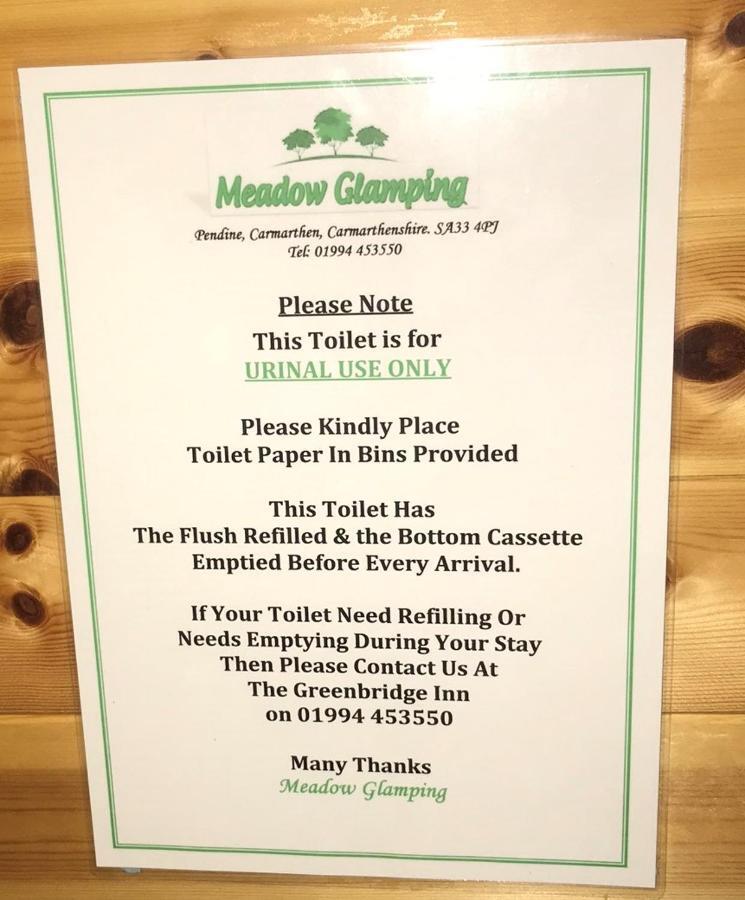 Meadow Glamping
Pendine, Carmarthen, Carmarthenshire. SA33 4PJ
Tel: 01994 453550
Please Note
This Toilet is for
URINAL USE ONLY
Please Kindly Place
Toilet Paper In Bins Provided
This Toilet Has
The Flush Refilled & the Bottom Cassette
Emptied Before Every Arrival.
If Your Toilet Need Refilling Or
Needs Emptying During Your Stay
Then Please Contact Us At
The Greenbridge Inn
on 01994 453550
Many Thanks
Meadow Glamping